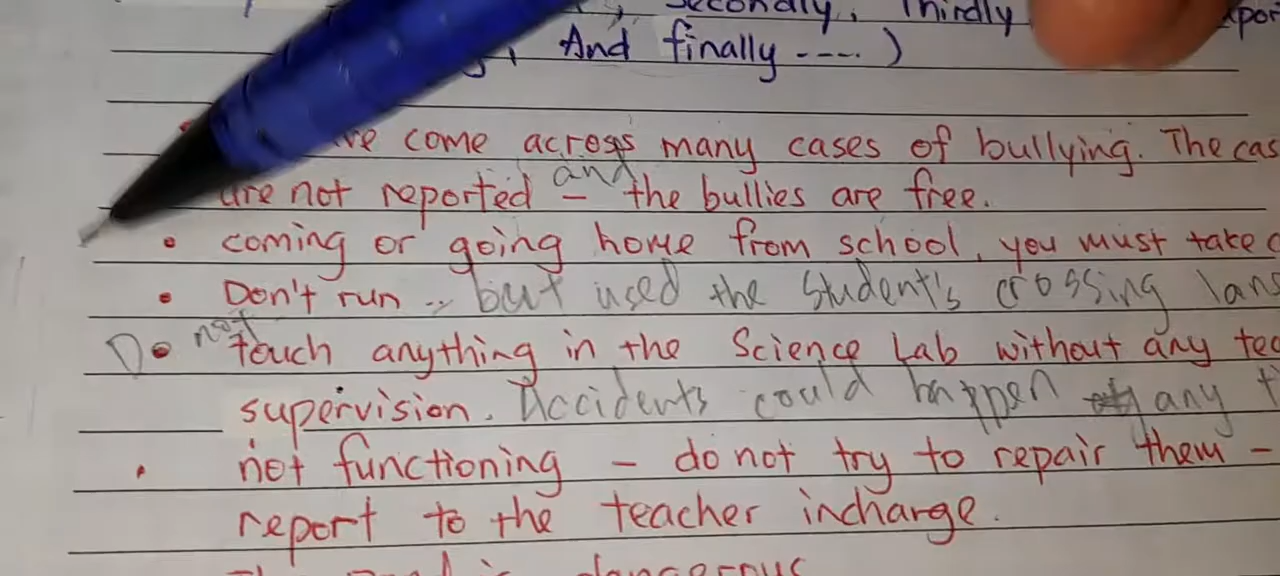 Secondly, Thirdly
And finally ----. )
come across many cases of bullying. The
are not reported - and the bullies are free.
• coming or going home from school, you must take
• Don't run .. but used the student's crossing
Do • not touch anything in the Science Lab without any
supervision. Accidents could happen any
• not functioning - do not try to repair them -
report to the teacher incharge.
dangerous